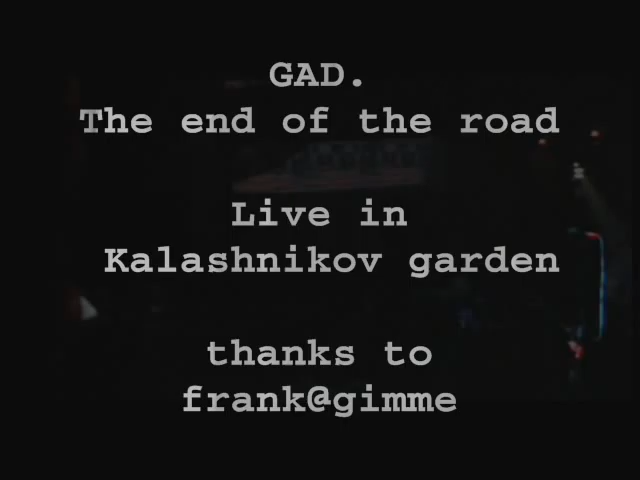 GAD.
The end of the road
Live in
Kalashnikov garden
thanks to
frank@gimme